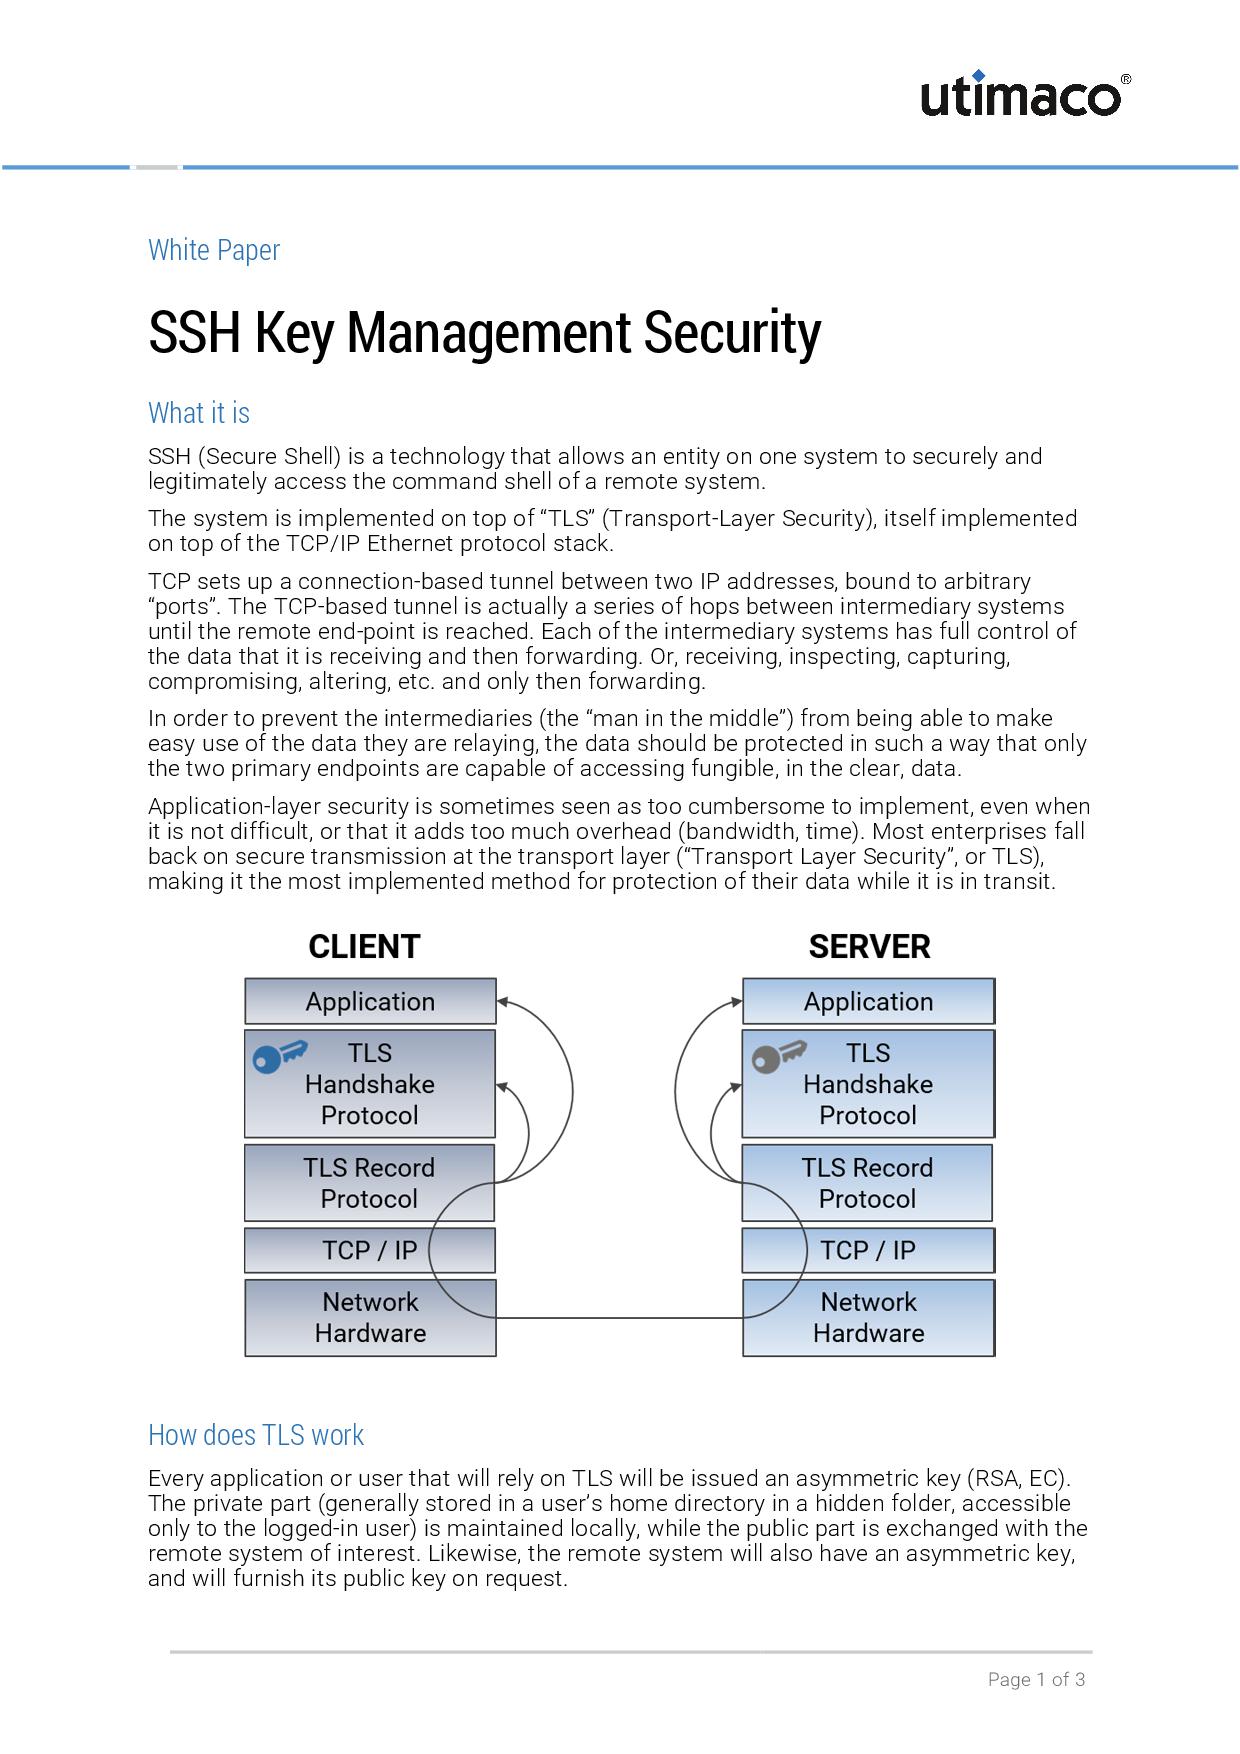 utimaco®
White Paper
SSH Key Management Security
What it is
SSH (Secure Shell) is a technology that allows an entity on one system to securely and
legitimately access the command shell of a remote system.
The system is implemented on top of “TLS” (Transport-Layer Security), itself implemented
on top of the TCP/IP Ethernet protocol stack.
TCP sets up a connection-based tunnel between two IP addresses, bound to arbitrary
“ports”. The TCP-based tunnel is actually a series of hops between intermediary systems
until the remote end-point is reached. Each of the intermediary systems has full control of
the data that it is receiving and then forwarding. Or, receiving, inspecting, capturing,
compromising, altering, etc. and only then forwarding.
In order to prevent the intermediaries (the “man in the middle”) from being able to make
easy use of the data they are relaying, the data should be protected in such a way that only
the two primary endpoints are capable of accessing fungible, in the clear, data.
Application-layer security is sometimes seen as too cumbersome to implement, even when
it is not difficult, or that it adds too much overhead (bandwidth, time). Most enterprises fall
back on secure transmission at the transport layer (“Transport Layer Security”, or TLS),
making it the most implemented method for protection of their data while it is in transit.
CLIENT
Application
TLS
Handshake
Protocol
TLS Record
Protocol
TCP / IP
Network
Hardware
SERVER
Application
TLS
Handshake
Protocol
TLS Record
Protocol
TCP / IP
Network
Hardware
How does TLS work
Every application or user that will rely on TLS will be issued an asymmetric key (RSA, EC).
The private part (generally stored in a user’s home directory in a hidden folder, accessible
only to the logged-in user) is maintained locally, while the public part is exchanged with the
remote system of interest. Likewise, the remote system will also have an asymmetric key,
and will furnish its public key on request.
Page 1 of 3